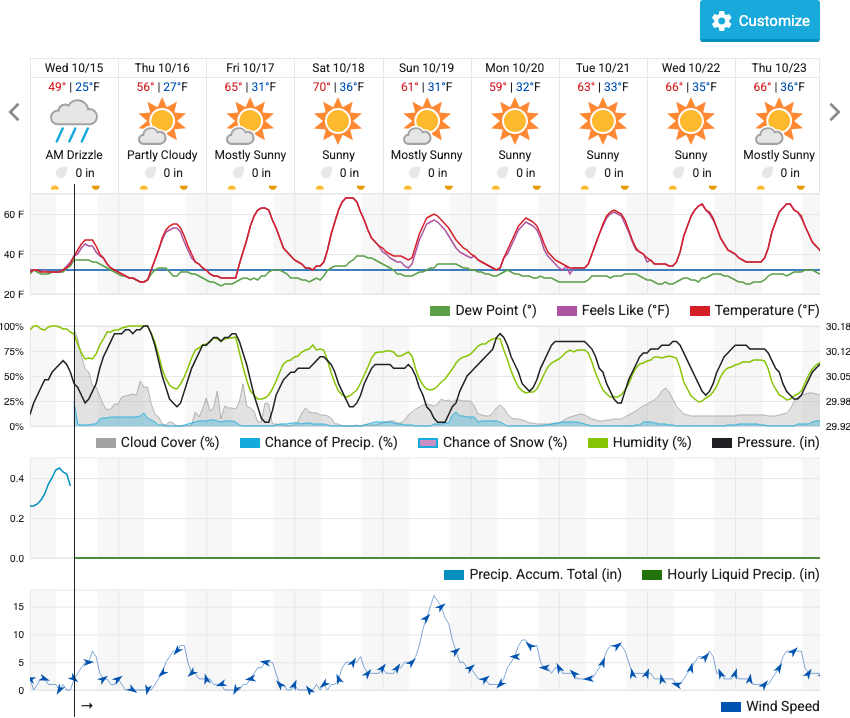 Customize
Wed 10/15 Thu 10/16 Fri 10/17 Sat 10/18 Sun 10/19 Mon 10/20 Tue 10/21 Wed 10/22 Thu 10/23
49° | 25°F 56° | 27°F 65° | 31°F 70° | 36°F 61° | 31°F 59° | 32°F 63° | 33°F 66° | 35°F 66° | 36°F
AM Drizzle Partly Cloudy Mostly Sunny Sunny Mostly Sunny Sunny Sunny Sunny Mostly Sunny
0 in 0 in 0 in 0 in 0 in 0 in 0 in 0 in 0 in
60 F
40 F
20 F
Dew Point (°) Feels Like (°F) Temperature (°F)
100% 30.18
75% 30.12
50% 30.05
25% 29.98
0% 29.92
Cloud Cover (%) Chance of Precip. (%) Chance of Snow (%) Humidity (%) Pressure. (in)
0.4
0.2
0.0
Precip. Accum. Total (in) Hourly Liquid Precip. (in)
15
10
5
0
→
Wind Speed